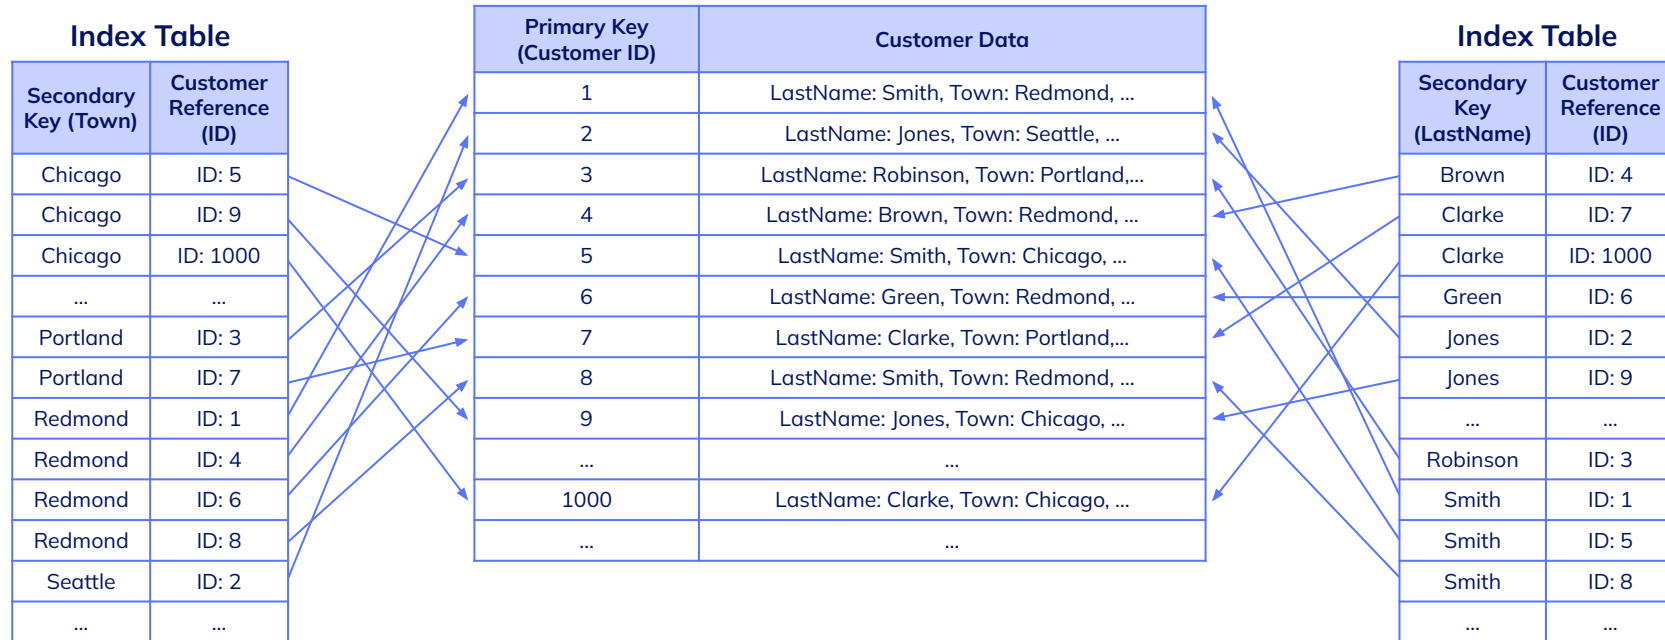 Index Table
Secondary Key (Town) Customer Reference (ID)
Chicago ID: 5
Chicago ID: 9
Chicago ID: 1000
... ...
Portland ID: 3
Portland ID: 7
Redmond ID: 1
Redmond ID: 4
Redmond ID: 6
Redmond ID: 8
Seattle ID: 2
... ...
Primary Key (Customer ID) Customer Data
1 LastName: Smith, Town: Redmond, ...
2 LastName: Jones, Town: Seattle, ...
3 LastName: Robinson, Town: Portland,...
4 LastName: Brown, Town: Redmond, ...
5 LastName: Smith, Town: Chicago, ...
6 LastName: Green, Town: Redmond, ...
7 LastName: Clarke, Town: Portland,...
8 LastName: Smith, Town: Redmond, ...
9 LastName: Jones, Town: Chicago, ...
... ...
1000 LastName: Clarke, Town: Chicago, ...
... ...
Index Table
Secondary Key (LastName) Customer Reference (ID)
Brown ID: 4
Clarke ID: 7
Clarke ID: 1000
Green ID: 6
Jones ID: 2
Jones ID: 9
... ...
Robinson ID: 3
Smith ID: 1
Smith ID: 5
Smith ID: 8
... ...